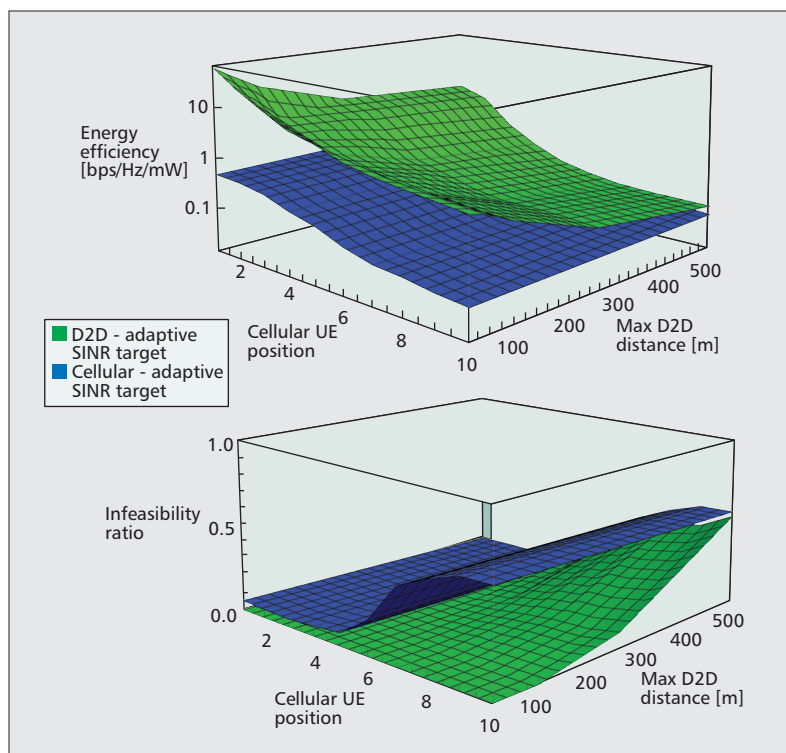 Energy
efficiency
[bps/Hz/mW]
10
1
0.1
2
4
6
8
10
Cellular UE
position
100
200
300
400
500
Max D2D
distance [m]
D2D - adaptive
SINR target
Cellular - adaptive
SINR target
Infeasibility
ratio
1.0
0.5
0.0
2
4
6
8
10
Cellular UE
position
100
200
300
400
500
Max D2D
distance [m]